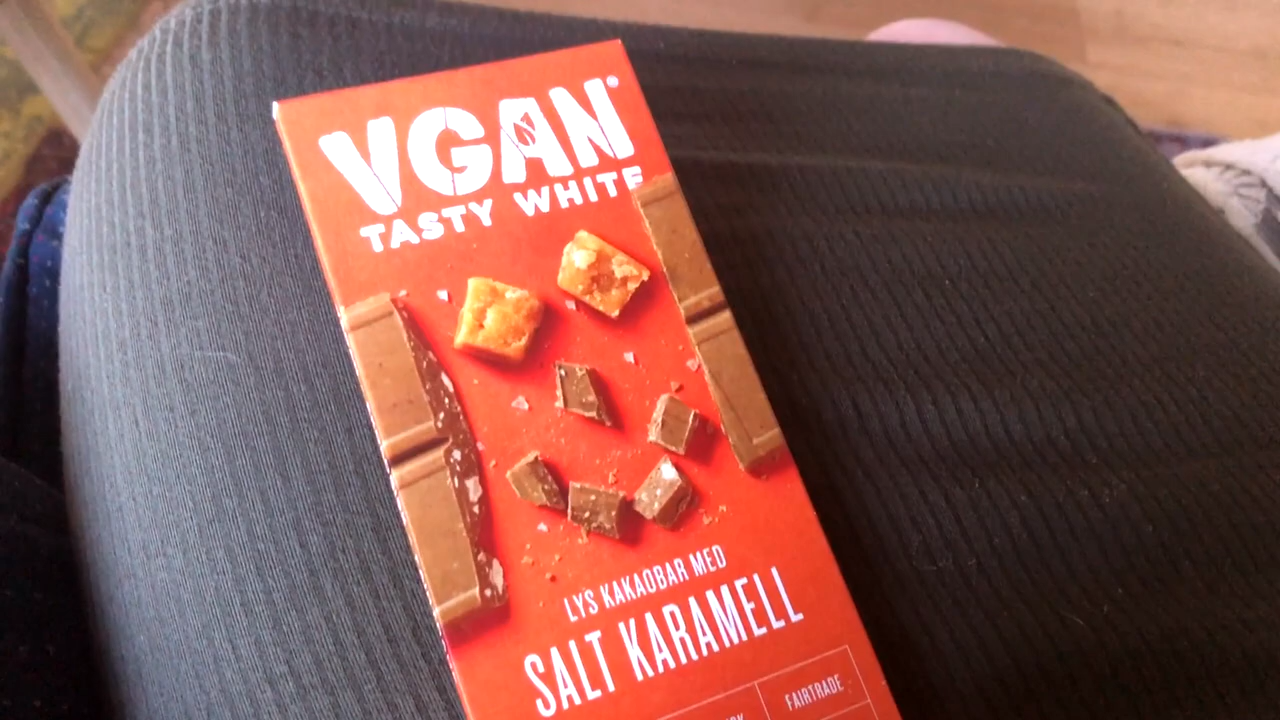 VGAN
TASTY WHITE
LYS KAKAOBAR MED
SALT KARAMELL
FAIRTRADE